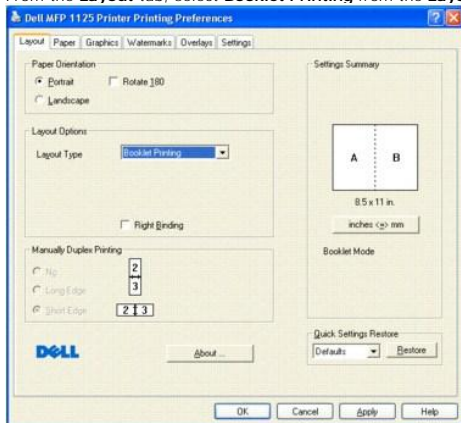 From the Layout tab, select Booklet Printing from the Layo
Dell MFP 1125 Printer Printing Preferences
Layout Paper Graphics Watermarks Overlays Settings
Paper Orientation
Portrait Rotate 180
Landscape
Layout Options
Layout Type Booklet Printing
Right Binding
Manually Duplex Printing
No
Long Edge
Short Edge
2
3
2 3
DELL
About ...
Settings Summary
A B
8.5 x 11 in.
inches <=> mm
Booklet Mode
Quick Settings Restore
Defaults Restore
OK Cancel Apply Help